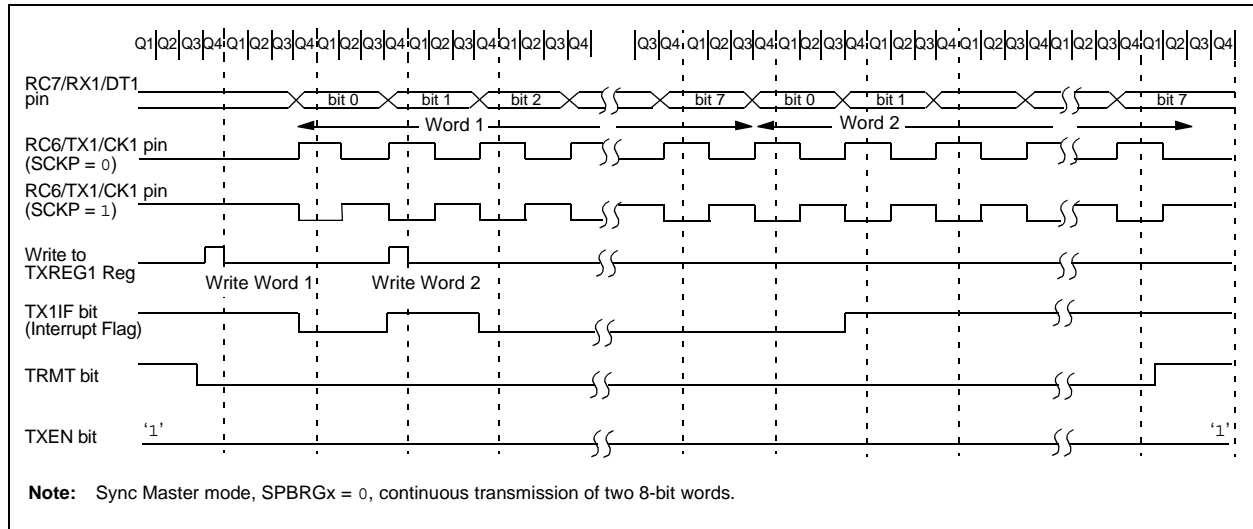 Q1 Q2 Q3 Q4 Q1 Q2 Q3 Q4 Q1 Q2 Q3 Q4 Q1 Q2 Q3 Q4 Q1 Q2 Q3 Q4 Q3 Q4 Q1 Q2 Q3 Q4 Q1 Q2 Q3 Q4 Q1 Q2 Q3 Q4 Q1 Q2 Q3 Q4 Q1 Q2 Q3 Q4 Q1 Q2 Q3 Q4
RC7/RX1/DT1
pin
bit 0 bit 1 bit 2 bit 7 bit 0 bit 1 bit 7
Word 1 Word 2
RC6/TX1/CK1 pin
(SCKP = 0)
RC6/TX1/CK1 pin
(SCKP = 1)
Write to
TXREG1 Reg
Write Word 1 Write Word 2
TX1IF bit
(Interrupt Flag)
TRMT bit
TXEN bit
‘1’ ‘1’
Note: Sync Master mode, SPBRGx = 0, continuous transmission of two 8-bit words.